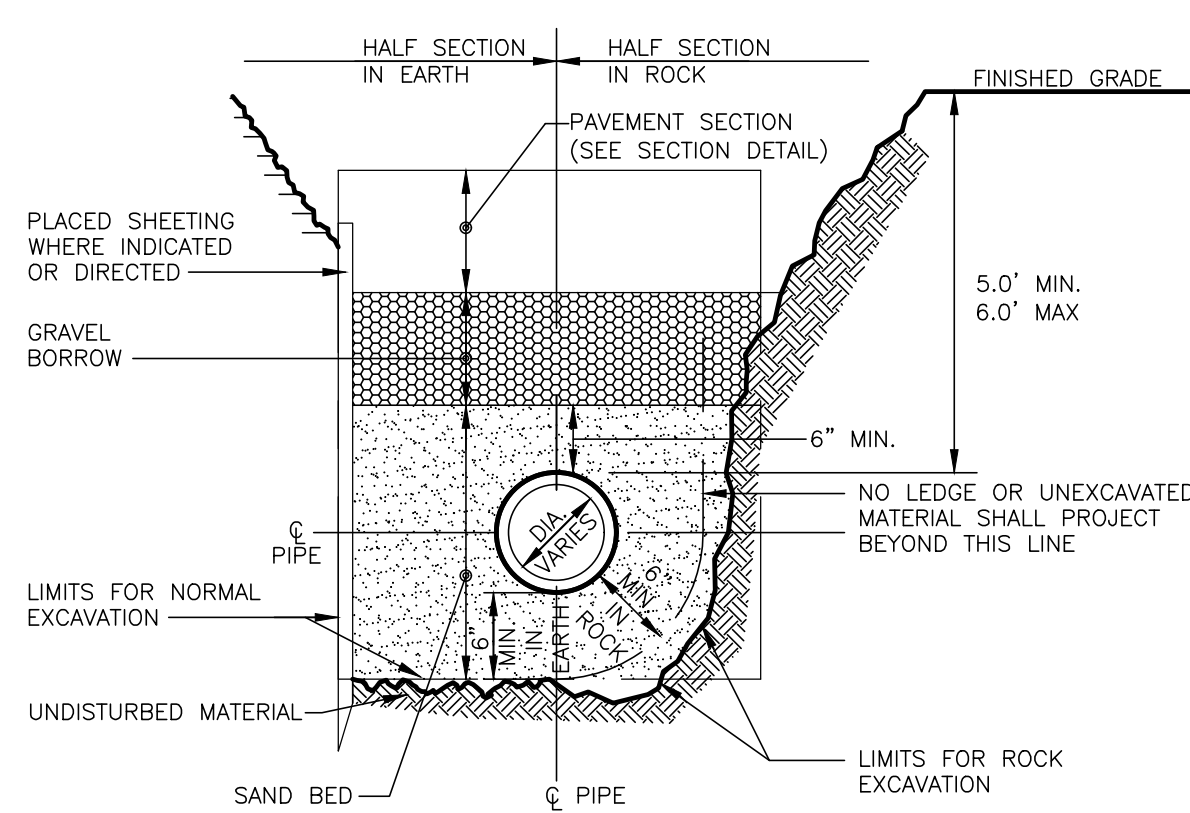 HALF SECTION
IN EARTH
HALF SECTION
IN ROCK
FINISHED GRADE
PAVEMENT SECTION
(SEE SECTION DETAIL)
PLACED SHEETING
WHERE INDICATED
OR DIRECTED
5.0' MIN.
6.0' MAX
GRAVEL
BORROW
6" MIN.
NO LEDGE OR UNEXCAVATED
MATERIAL SHALL PROJECT
BEYOND THIS LINE
DIA.
VARIES
℄
PIPE
6"
MIN
IN
EARTH
6"
MIN.
IN
ROCK
LIMITS FOR NORMAL
EXCAVATION
UNDISTURBED MATERIAL
LIMITS FOR ROCK
EXCAVATION
SAND BED
℄ PIPE